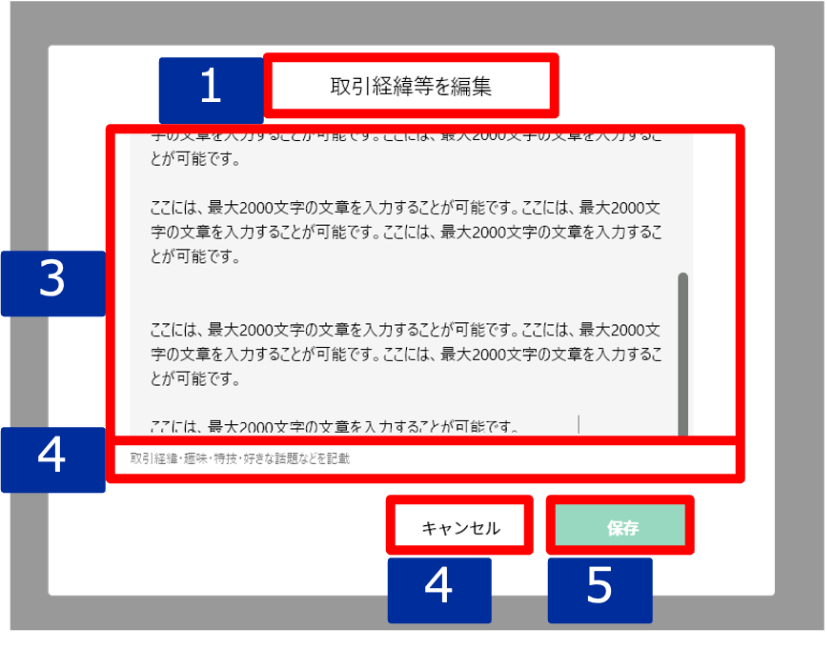 1
取引経緯等を編集
字の文章を入力することが可能です。ここには、最大2000文字の文章を入力するこ
とが可能です。
ここには、最大2000文字の文章を入力することが可能です。ここには、最大2000文
字の文章を入力することが可能です。ここには、最大2000文字の文章を入力するこ
とが可能です。
3
ここには、最大2000文字の文章を入力することが可能です。ここには、最大2000文
字の文章を入力することが可能です。ここには、最大2000文字の文章を入力するこ
とが可能です。
ここには、最大2000文字の文章を入力することが可能です。
4
取引経緯・趣味・特技・好きな話題などを記載
キャンセル
保存
4
5